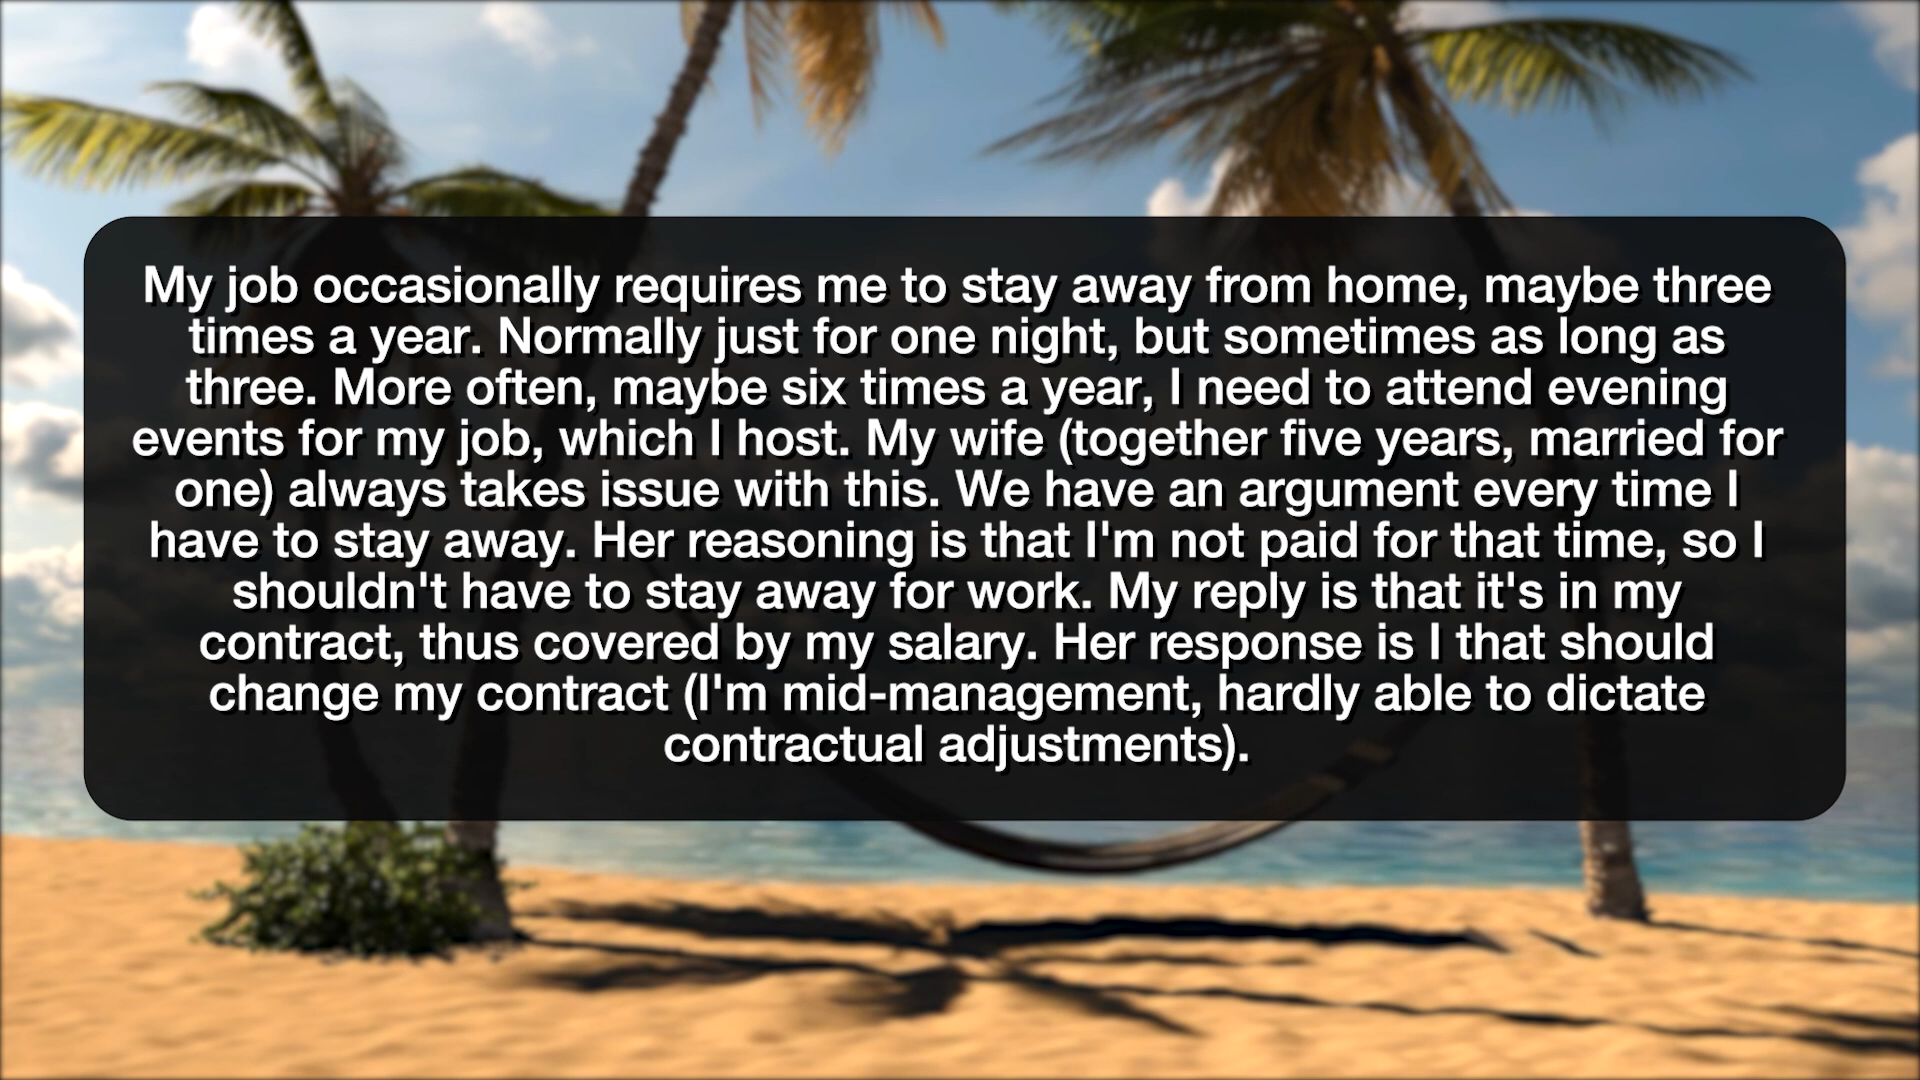 My job occasionally requires me to stay away from home, maybe three
times a year. Normally just for one night, but sometimes as long as
three. More often, maybe six times a year, I need to attend evening
events for my job, which I host. My wife (together five years, married for
one) always takes issue with this. We have an argument every time I
have to stay away. Her reasoning is that I'm not paid for that time, so I
shouldn't have to stay away for work. My reply is that it's in my
contract, thus covered by my salary. Her response is I that should
change my contract (I'm mid-management, hardly able to dictate
contractual adjustments).